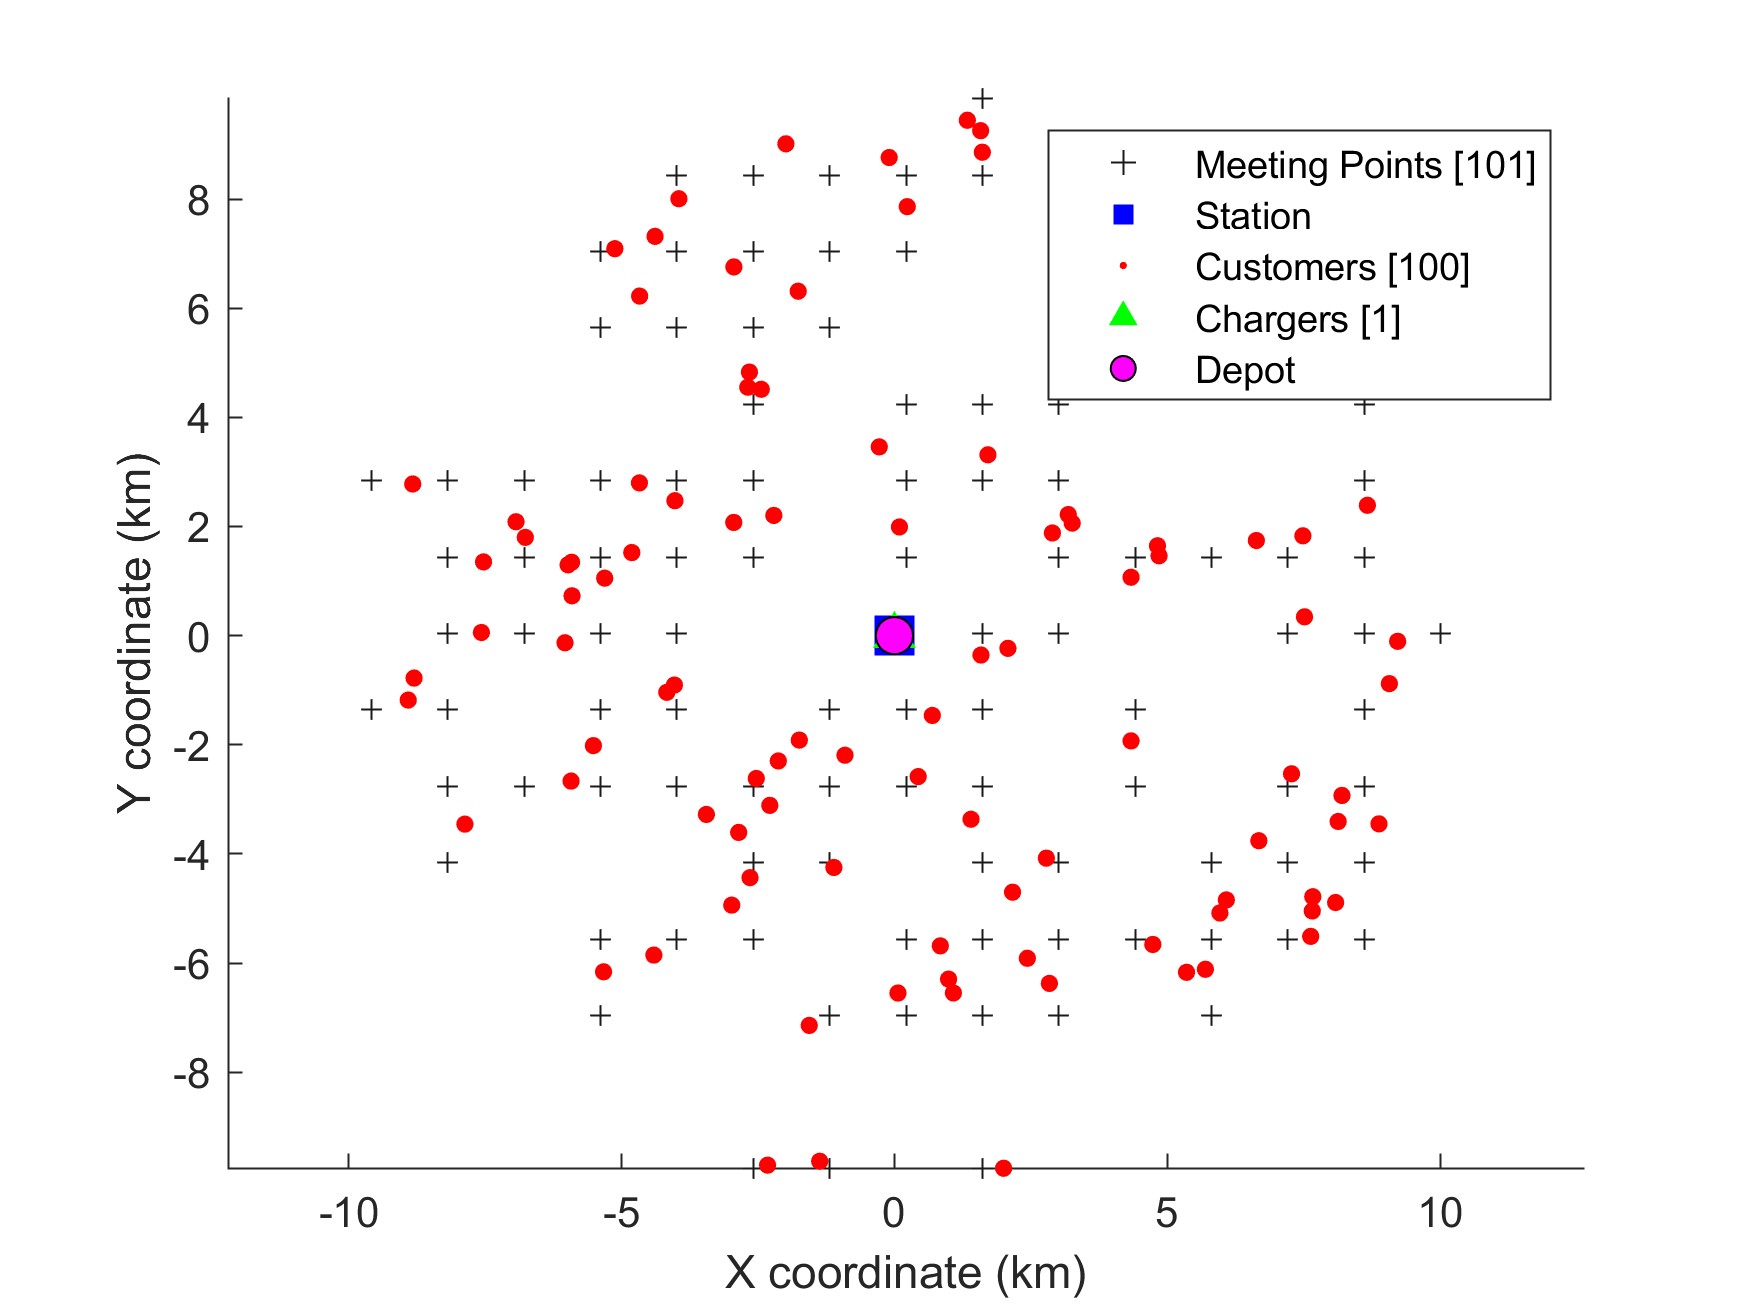 Meeting Points [101]
Station
Customers [100]
Chargers [1]
Depot
8
6
4
2
0
-2
-4
-6
-8
Y coordinate (km)
-10 -5 0 5 10
X coordinate (km)